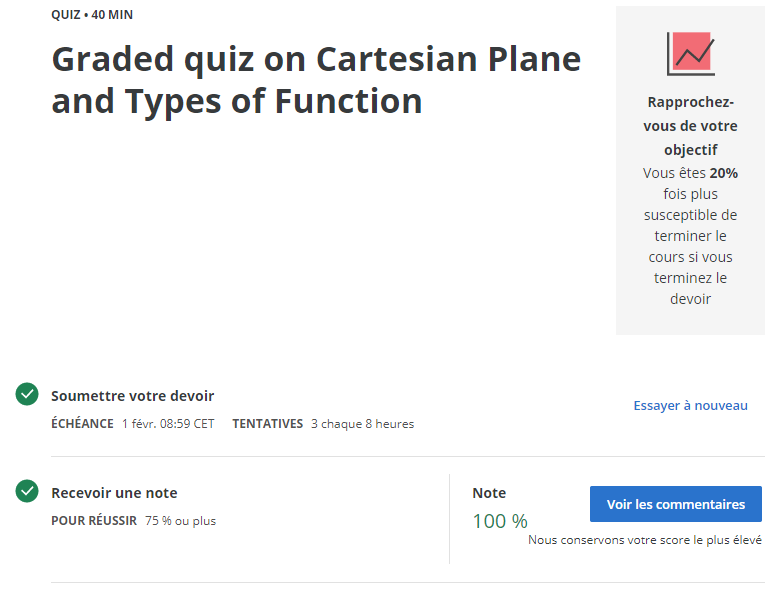 QUIZ • 40 MIN
Graded quiz on Cartesian Plane
and Types of Function
Rapprochez-
vous de votre
objectif
Vous êtes 20%
fois plus
susceptible de
terminer le
cours si vous
terminez le
devoir
Soumettre votre devoir
ÉCHÉANCE 1 févr. 08:59 CET TENTATIVES 3 chaque 8 heures
Essayer à nouveau
Recevoir une note
POUR RÉUSSIR 75 % ou plus
Note
100 %
Voir les commentaires
Nous conservons votre score le plus élevé